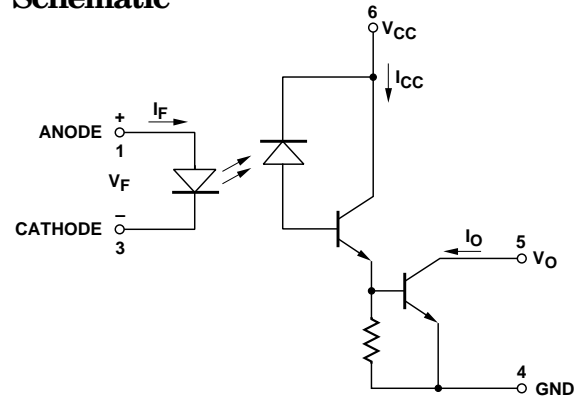 Schematic
6
VCC
ICC
+
IF
ANODE
1
VF
–
CATHODE
3
IO
5
VO
4
GND